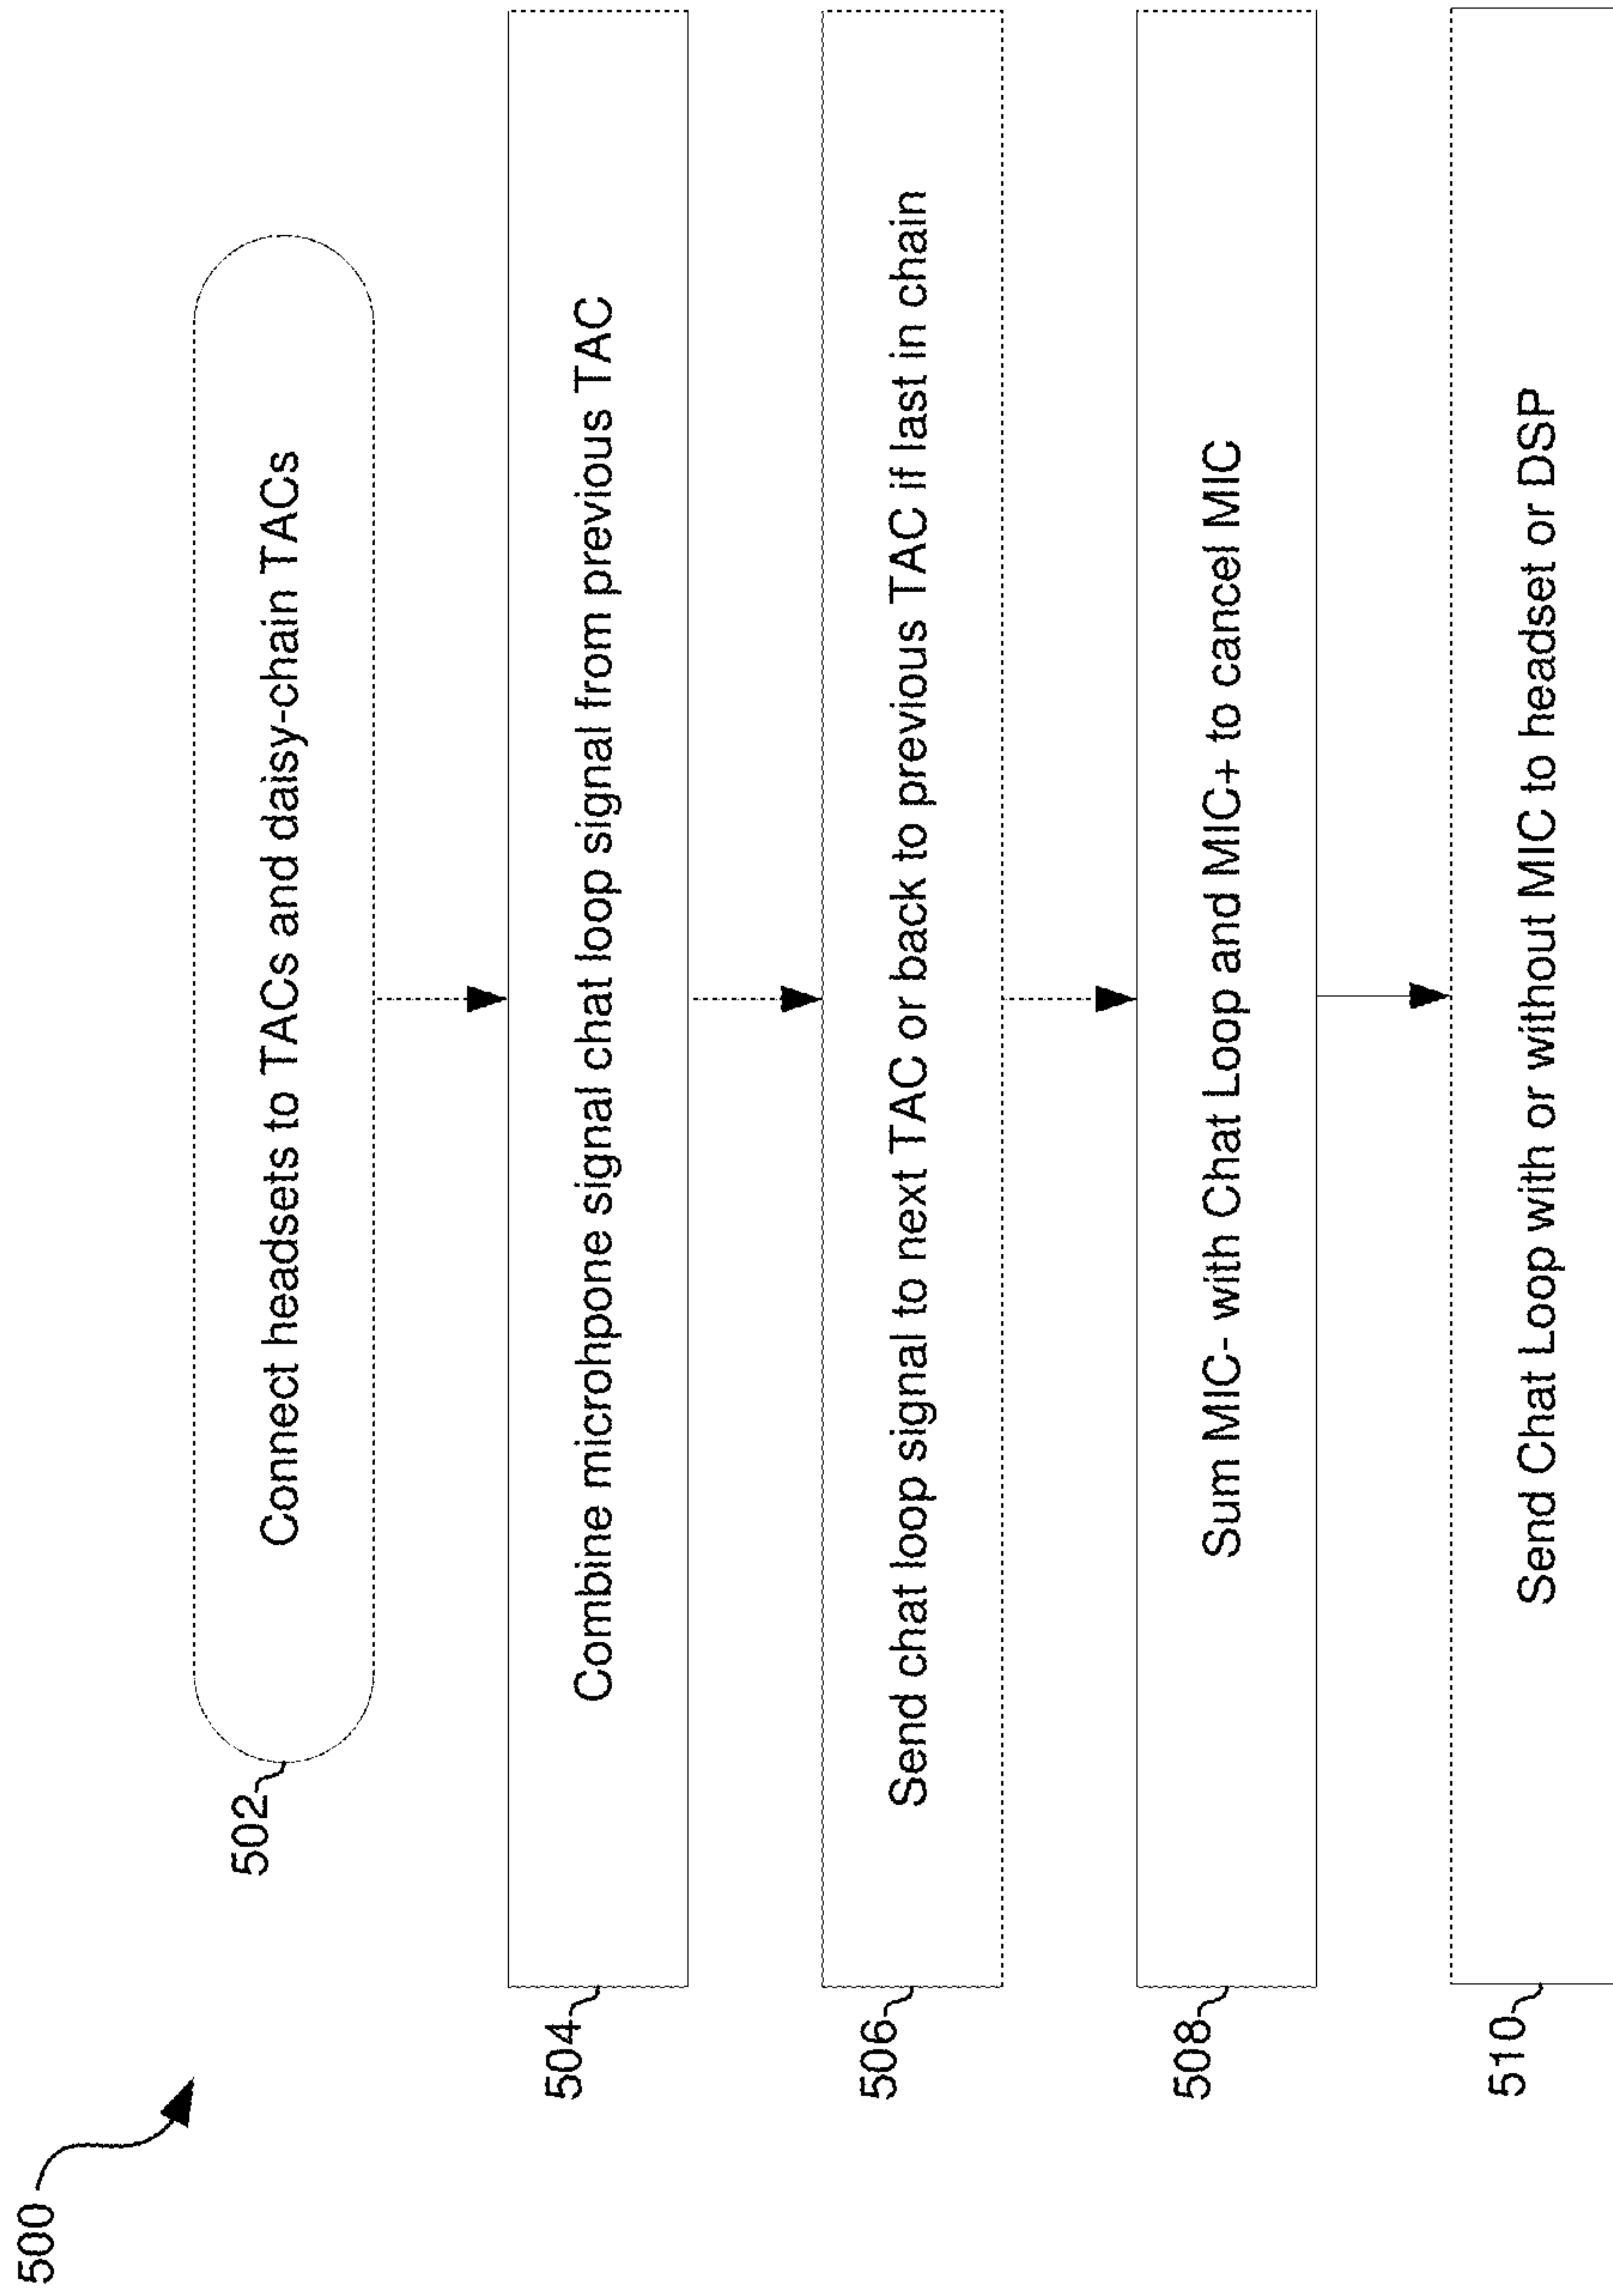 500
502
Connect headsets to TACs and daisy-chain TACs
504
Combine microhpone signal chat loop signal from previous TAC
506
Send chat loop signal to next TAC or back to previous TAC if last in chain
508
Sum MIC- with Chat Loop and MIC+ to cancel MIC
510
Send Chat Loop with or without MIC to headset or DSP